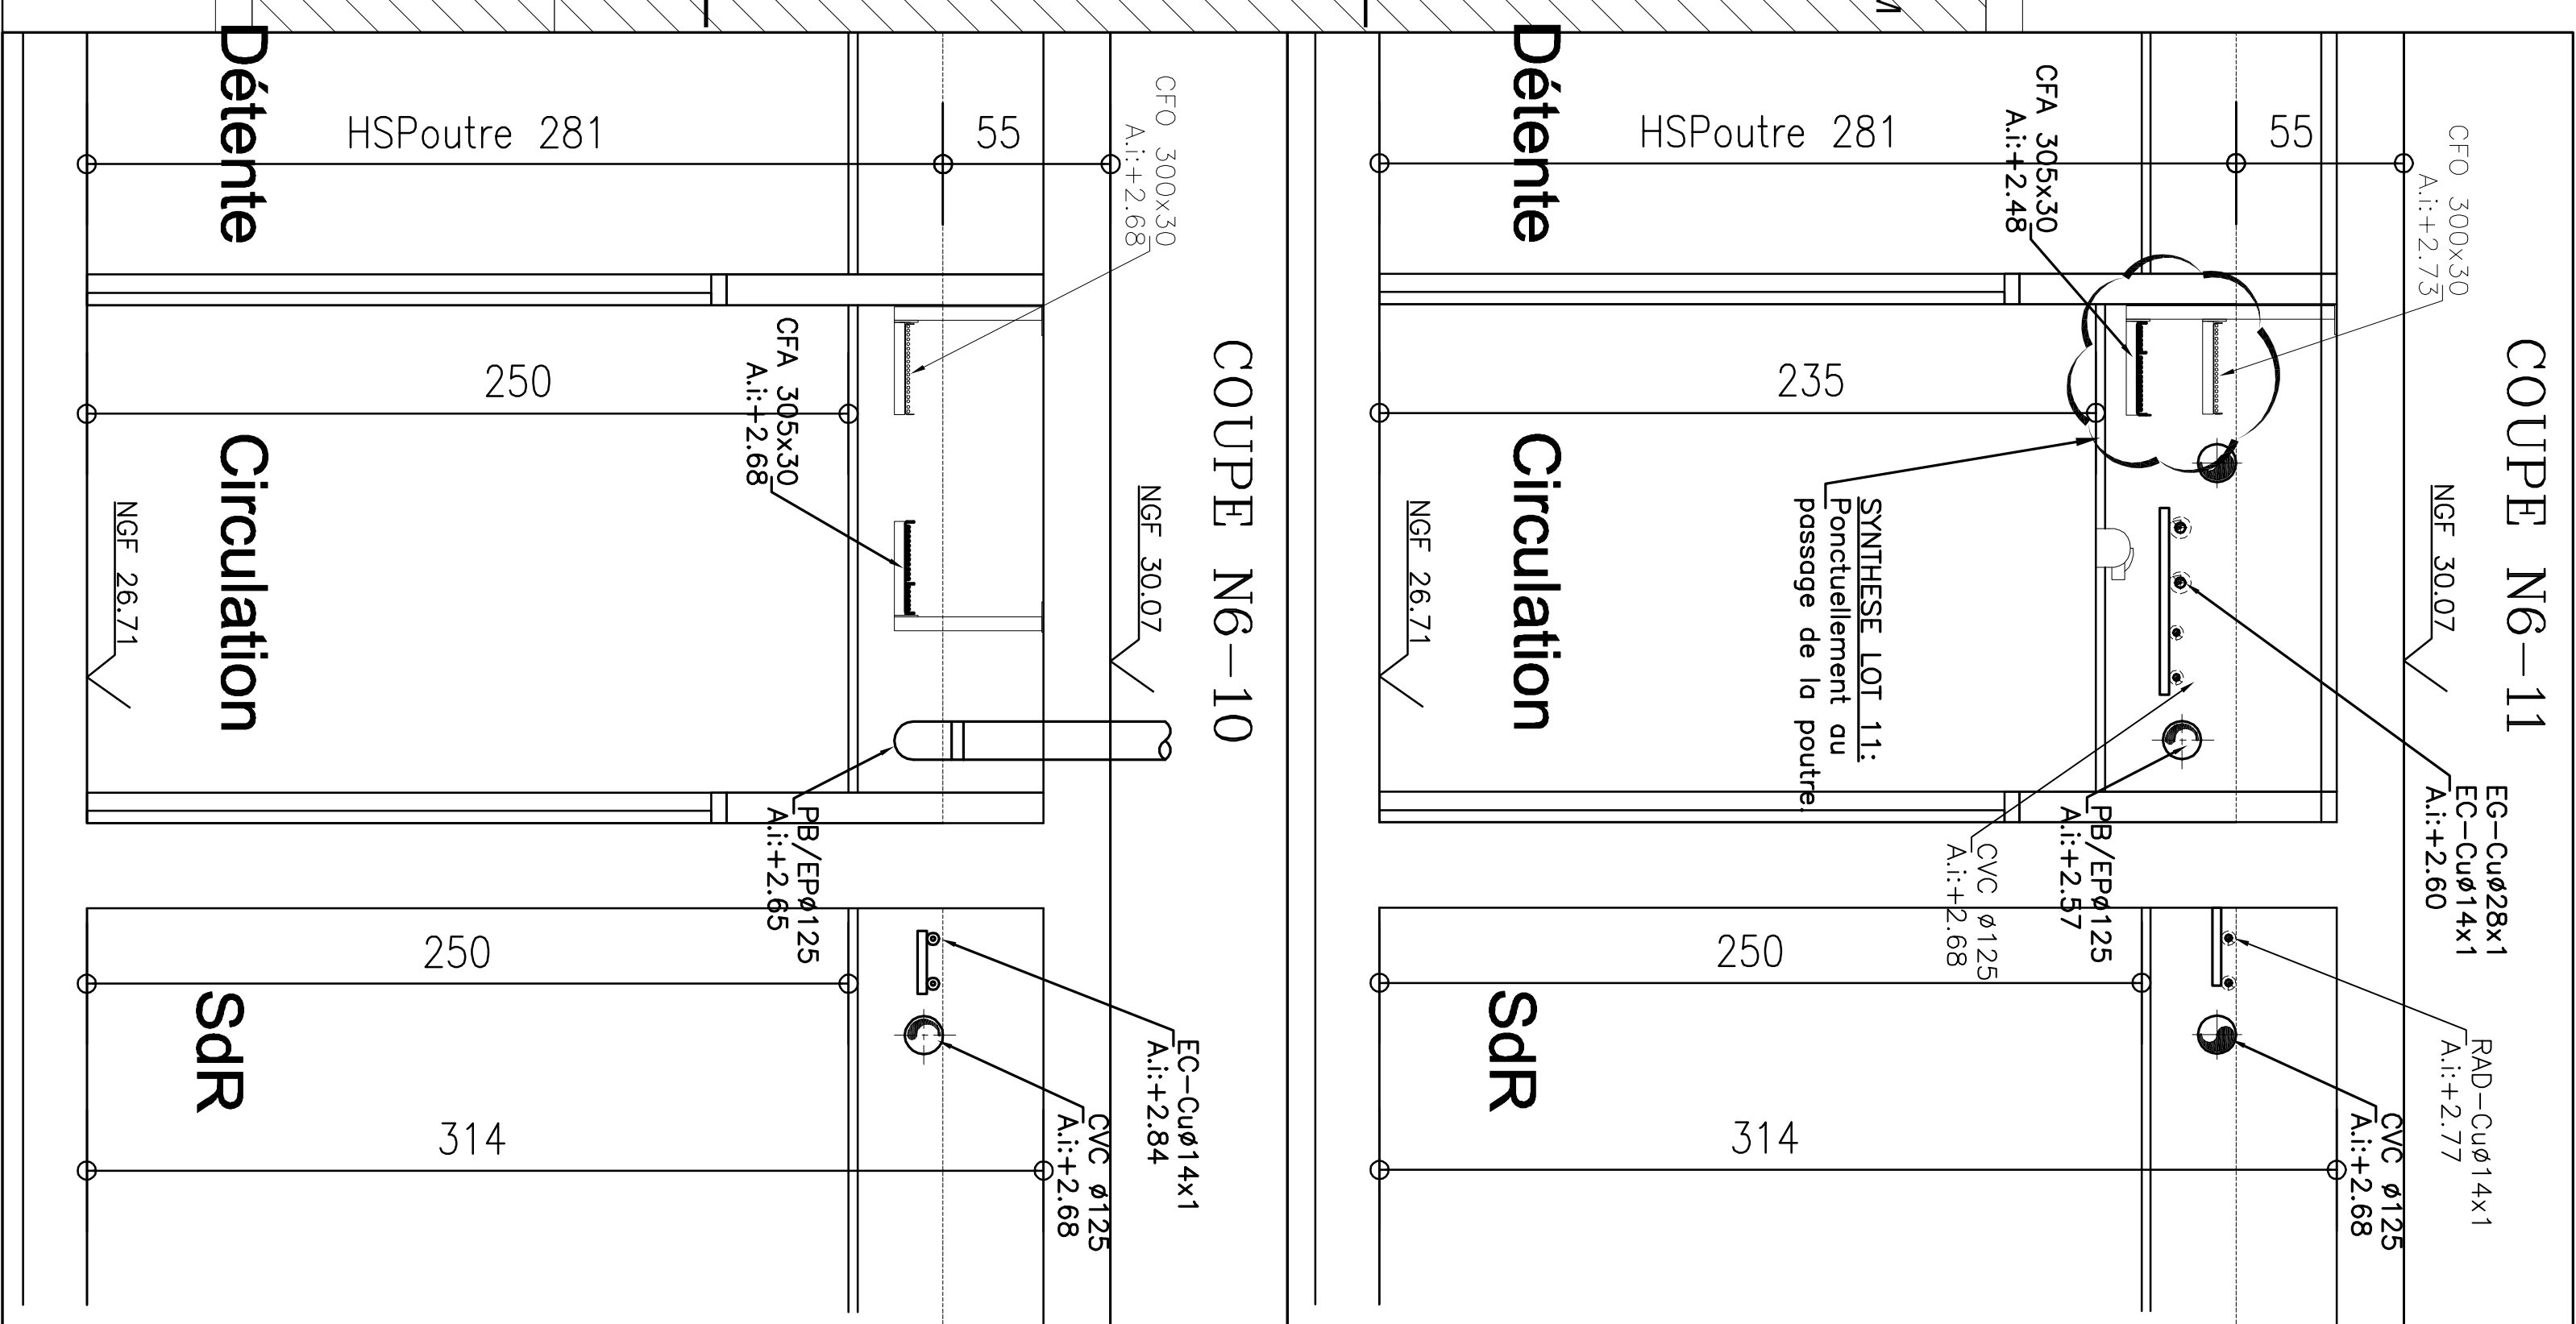 COUPE N6-11
CFO 300x30
A.i:+2.73
NGF 30.07
EG-Cuø28x1
EC-Cuø14x1
A.i:+2.60
RAD-Cuø14x1
A.i:+2.77
CVC ø125
A.i:+2.68
55
HSPoutre 281
CFA 305x30
A.i:+2.48
235
SYNTHESE LOT 11:
Ponctuellement au
passage de la poutre.
PB/EPø125
A.i:+2.57
CVC ø125
A.i:+2.68
250
314
Détente
Circulation
SdR
NGF 26.71
COUPE N6-10
CFO 300x30
A.i:+2.68
NGF 30.07
EC-Cuø14x1
A.i:+2.84
CVC ø125
A.i:+2.68
55
HSPoutre 281
CFA 305x30
A.i:+2.68
250
PB/EPø125
A.i:+2.65
250
314
Détente
Circulation
SdR
NGF 26.71